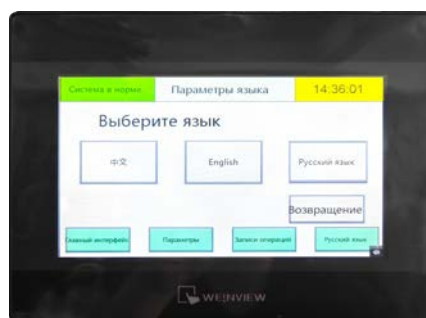 Система в норме
Параметры языка
14:36:01
Выберите язык
中文
English
Русский язык
Возвращение
Главный интерфейс
Параметры
Записи операций
Русский язык
WEINVIEW